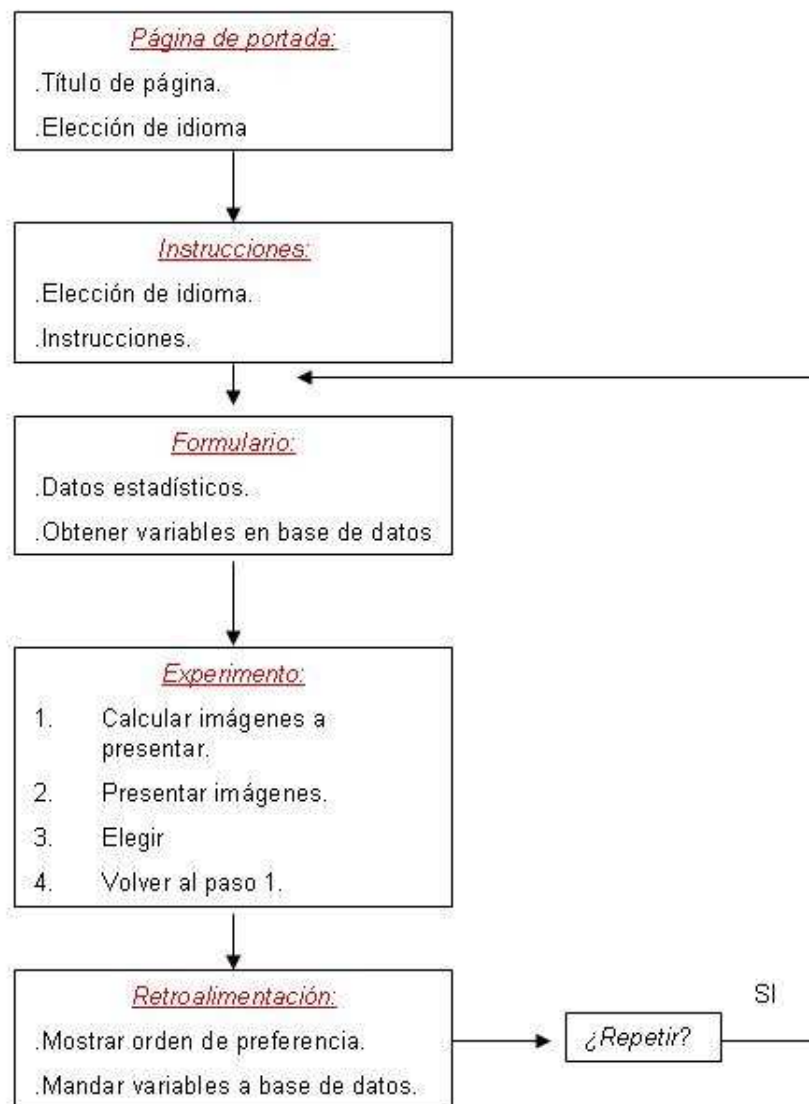 Página de portada:
.Título de página.
.Elección de idioma
Instrucciones:
.Elección de idioma.
.Instrucciones.
Formulario:
.Datos estadísticos.
.Obtener variables en base de datos
Experimento:
1. Calcular imágenes a
presentar.
2. Presentar imágenes.
3. Elegir
4. Volver al paso 1.
Retroalimentación:
.Mostrar orden de preferencia.
.Mandar variables a base de datos.
¿Repetir?
SI